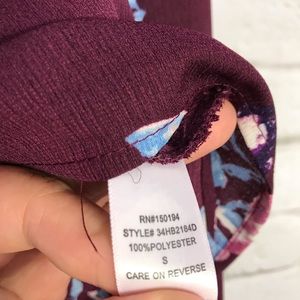 RN#150194
STYLE# 34HB2184D
100%POLYESTER
S
CARE ON REVERSE